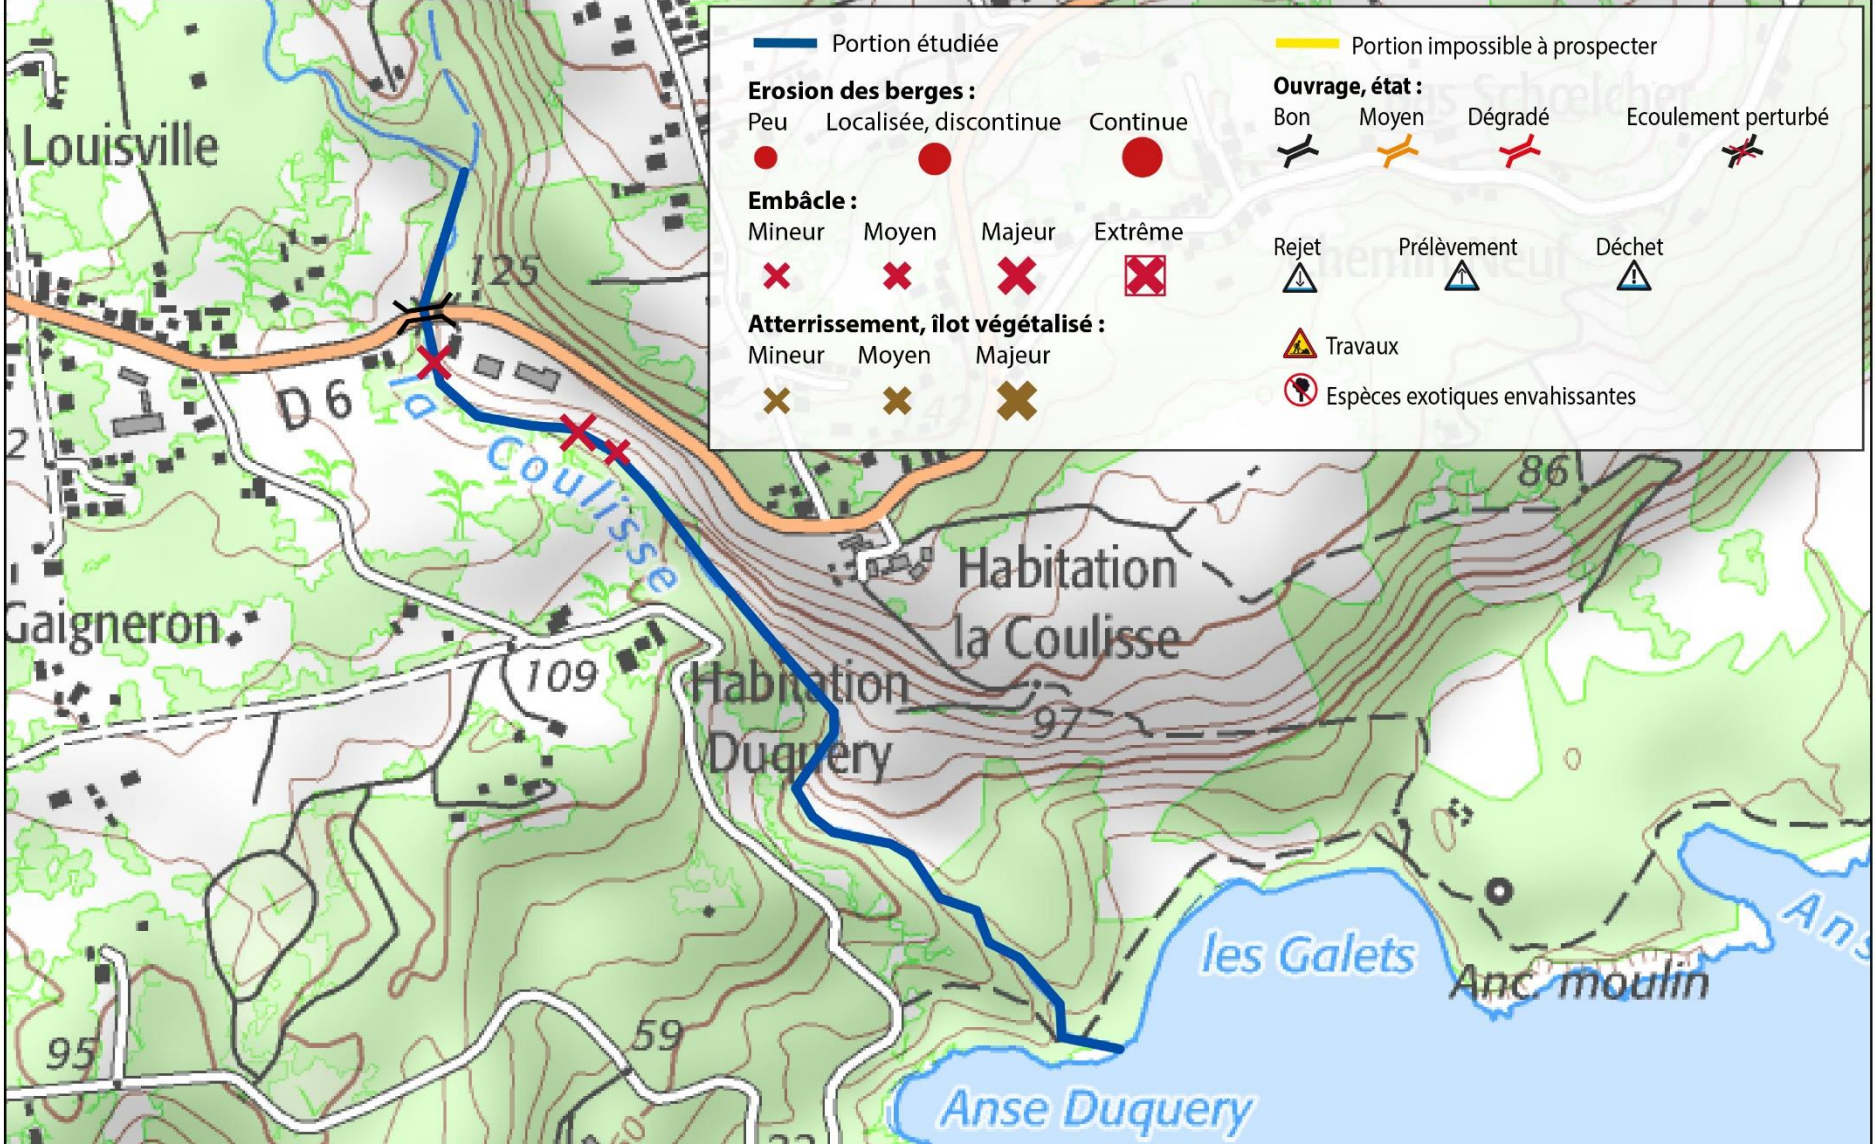 Portion étudiée
Erosion des berges :
Peu Localisée, discontinue Continue
Embâcle :
Mineur Moyen Majeur Extrême
Atterrissement, îlot végétalisé :
Mineur Moyen Majeur
Portion impossible à prospecter
Ouvrage, état :
Bon Moyen Dégradé Ecoulement perturbé
Rejet Prélèvement Déchet
Travaux
Espèces exotiques envahissantes
Louisville
125
D 6
la Coulisse
2
86
Habitation
la Coulisse
Gaigneron
109
Habitation
Duquery
97
les Galets
Anc. moulin
Ans
59
95
Anse Duquery
50